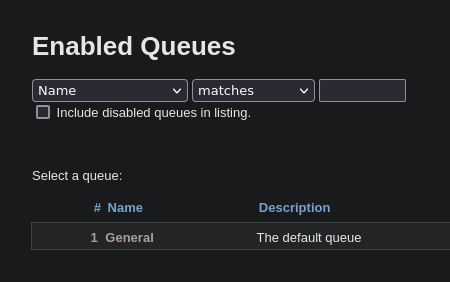 Enabled Queues
Name matches
Include disabled queues in listing.
Select a queue:
# Name Description
1 General The default queue